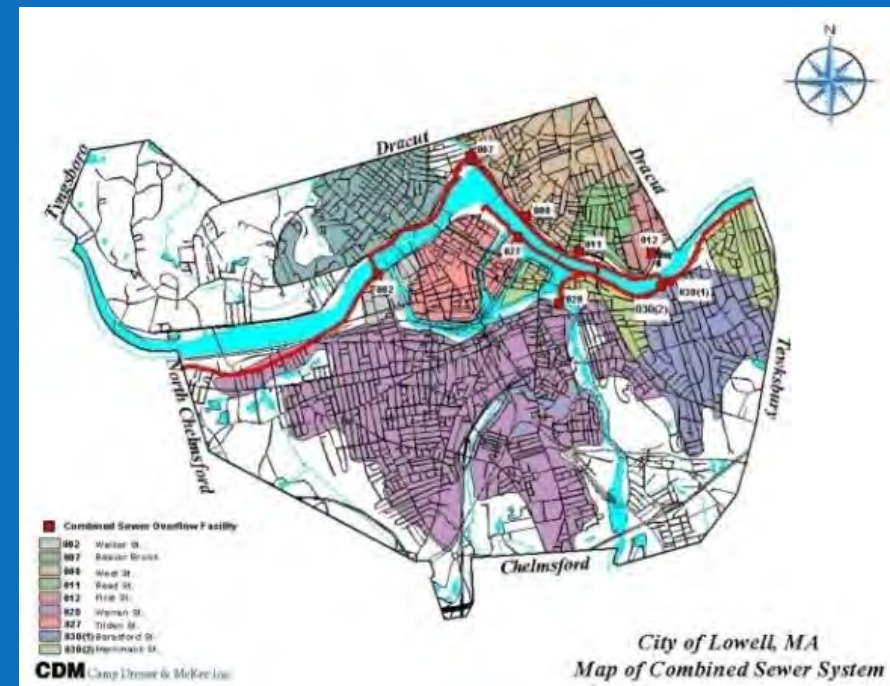 N
Dracut
Tyngsboro
007
Dracut
008
011
012
027
002
030(1)
030(2)
020
Tewksbury
North Chelmsford
Chelmsford
Combined Sewer Overflow Facility
002 Walker St.
007 Beaver Brook
008 West St.
011 Read St.
012 First St.
020 Warren St.
027 Tilden St.
030(1) Barasford St.
030(2) Merrimack St.
CDM Camp Dresser & McKee Inc.
City of Lowell, MA
Map of Combined Sewer System